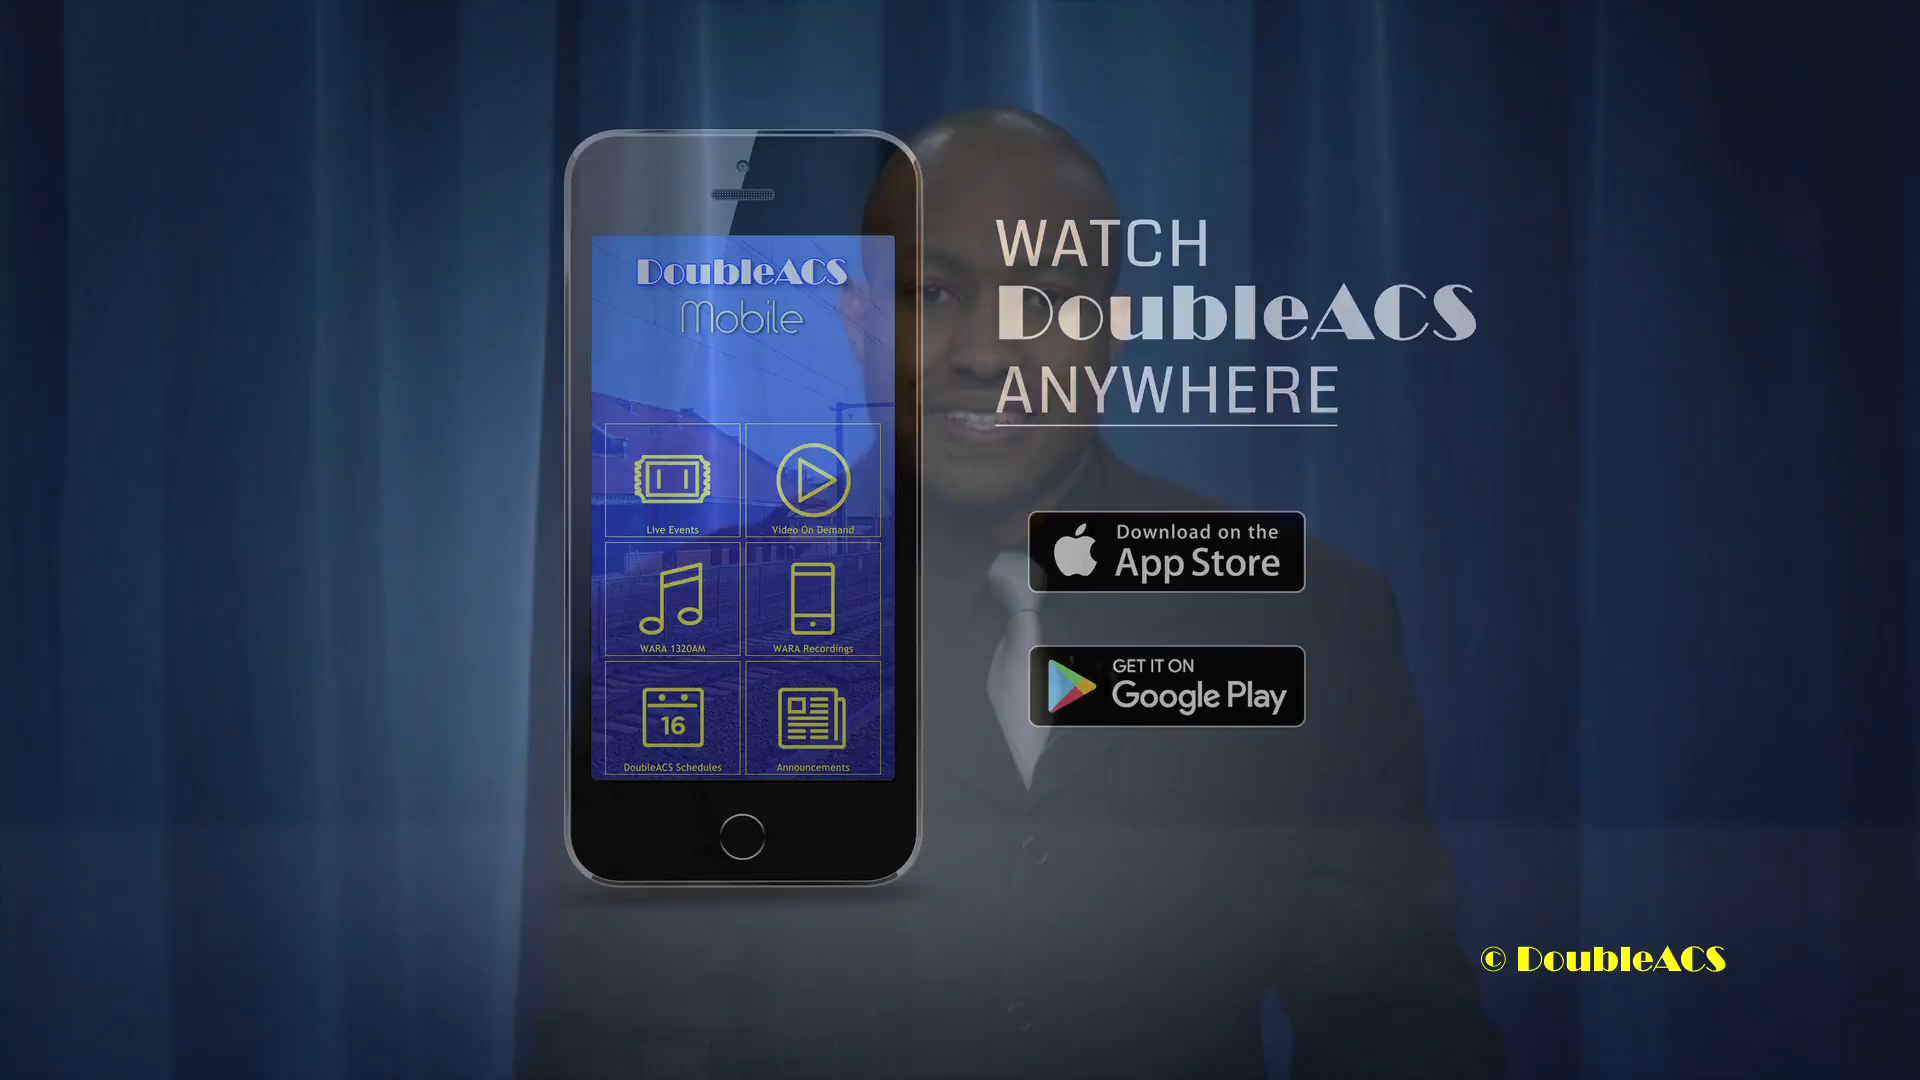 DoubleACS
Mobile
Live Events
Video On Demand
WARA 1320AM
WARA Recordings
16
DoubleACS Schedules
Announcements
WATCH
DoubleACS
ANYWHERE
Download on the
App Store
GET IT ON
Google Play
© DoubleACS